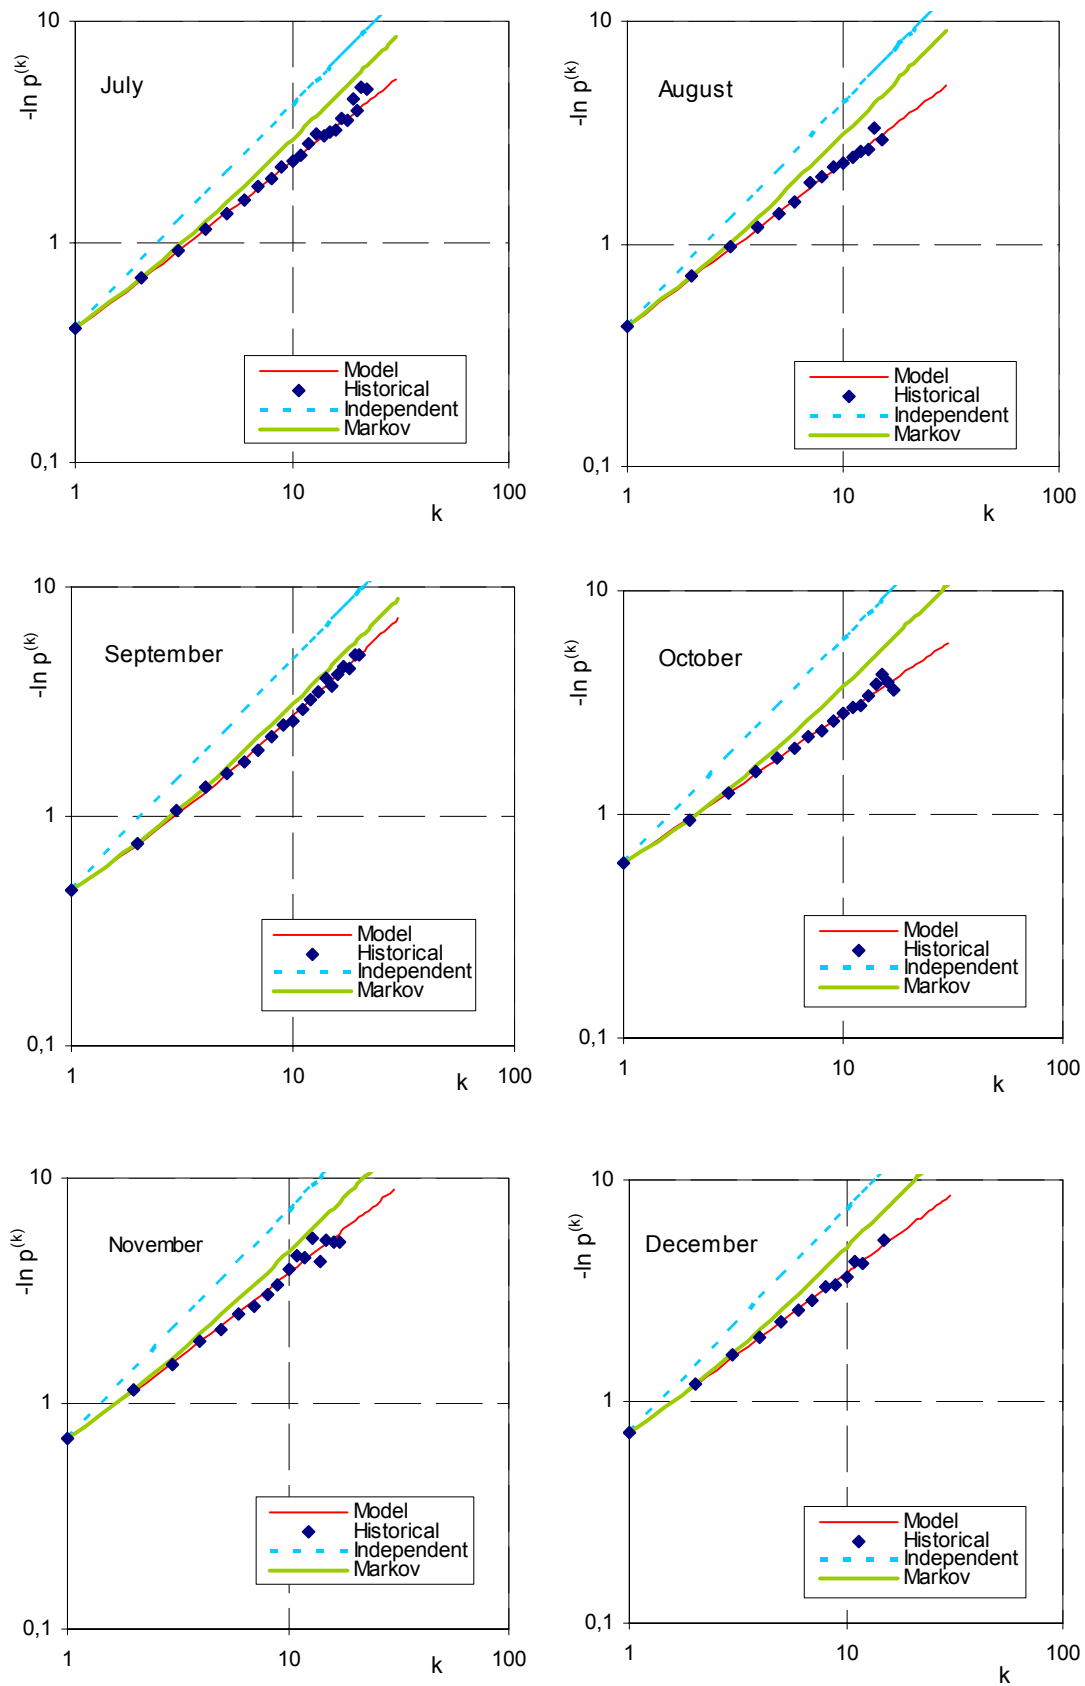 10
10
July
August
-ln p(k)
-ln p(k)
1
1
Model
Historical
Independent
Markov
Model
Historical
Independent
Markov
0,1
0,1
1 10 100
1 10 100
k
k
10
10
September
October
-ln p(k)
-ln p(k)
1
1
Model
Historical
Independent
Markov
Model
Historical
Independent
Markov
0,1
0,1
1 10 100
1 10 100
k
k
10
10
November
December
-ln p(k)
-ln p(k)
1
1
Model
Historical
Independent
Markov
Model
Historical
Independent
Markov
0,1
0,1
1 10 100
1 10 100
k
k